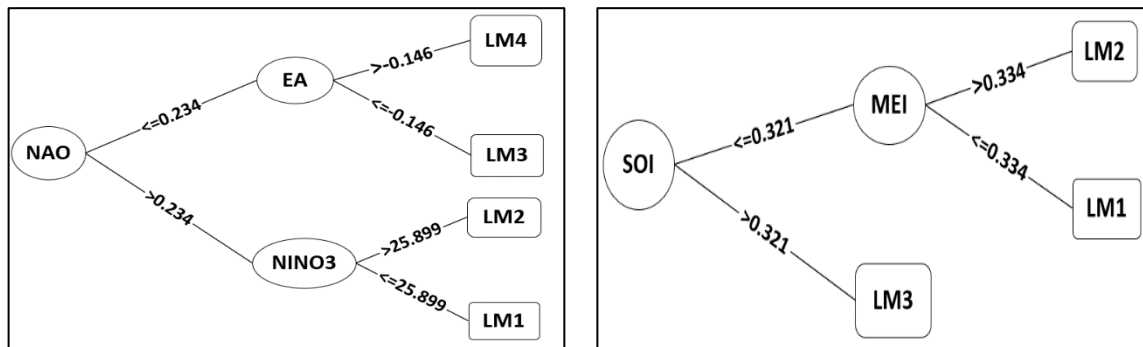 LM4
>-0.146
EA
<=-0.146
<=0.234
LM3
NAO
>0.234
LM2
>25.899
NINO3
<=25.899
LM1
LM2
>0.334
MEI
<=0.321
<=0.334
SOI
LM1
>0.321
LM3